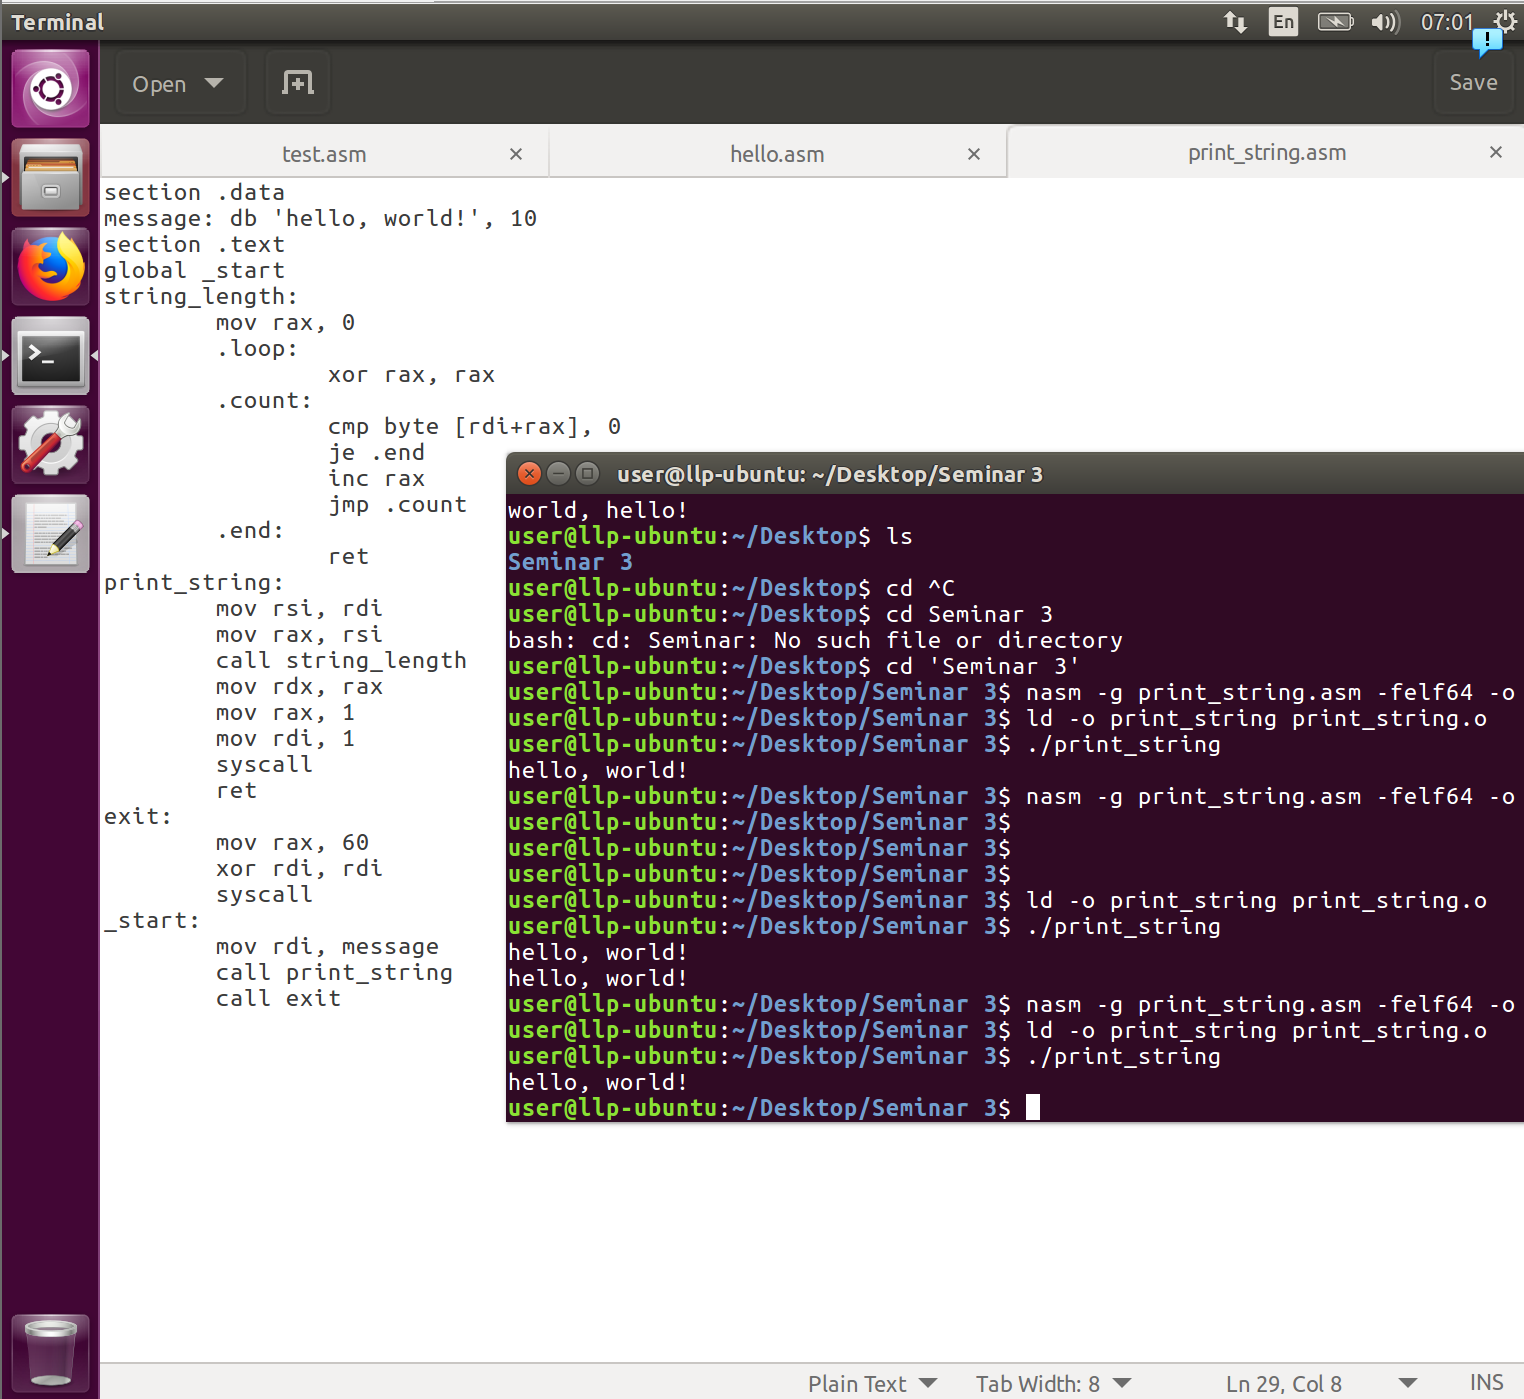 Terminal
En
07:01
Open
Save
test.asm
hello.asm
print_string.asm
section .data
message: db 'hello, world!', 10
section .text
global _start
string_length:
mov rax, 0
.loop:
xor rax, rax
.count:
cmp byte [rdi+rax], 0
je .end
inc rax
jmp .count
.end:
ret
print_string:
mov rsi, rdi
mov rax, rsi
call string_length
mov rdx, rax
mov rax, 1
mov rdi, 1
syscall
ret
exit:
mov rax, 60
xor rdi, rdi
syscall
_start:
mov rdi, message
call print_string
call exit
user@llp-ubuntu: ~/Desktop/Seminar 3
world, hello!
user@llp-ubuntu:~/Desktop$ ls
Seminar 3
user@llp-ubuntu:~/Desktop$ cd ^C
user@llp-ubuntu:~/Desktop$ cd Seminar 3
bash: cd: Seminar: No such file or directory
user@llp-ubuntu:~/Desktop$ cd 'Seminar 3'
user@llp-ubuntu:~/Desktop/Seminar 3$ nasm -g print_string.asm -felf64 -o
user@llp-ubuntu:~/Desktop/Seminar 3$ ld -o print_string print_string.o
user@llp-ubuntu:~/Desktop/Seminar 3$ ./print_string
hello, world!
user@llp-ubuntu:~/Desktop/Seminar 3$ nasm -g print_string.asm -felf64 -o
user@llp-ubuntu:~/Desktop/Seminar 3$
user@llp-ubuntu:~/Desktop/Seminar 3$
user@llp-ubuntu:~/Desktop/Seminar 3$
user@llp-ubuntu:~/Desktop/Seminar 3$ ld -o print_string print_string.o
user@llp-ubuntu:~/Desktop/Seminar 3$ ./print_string
hello, world!
hello, world!
user@llp-ubuntu:~/Desktop/Seminar 3$ nasm -g print_string.asm -felf64 -o
user@llp-ubuntu:~/Desktop/Seminar 3$ ld -o print_string print_string.o
user@llp-ubuntu:~/Desktop/Seminar 3$ ./print_string
hello, world!
user@llp-ubuntu:~/Desktop/Seminar 3$
Plain Text
Tab Width: 8
Ln 29, Col 8
INS